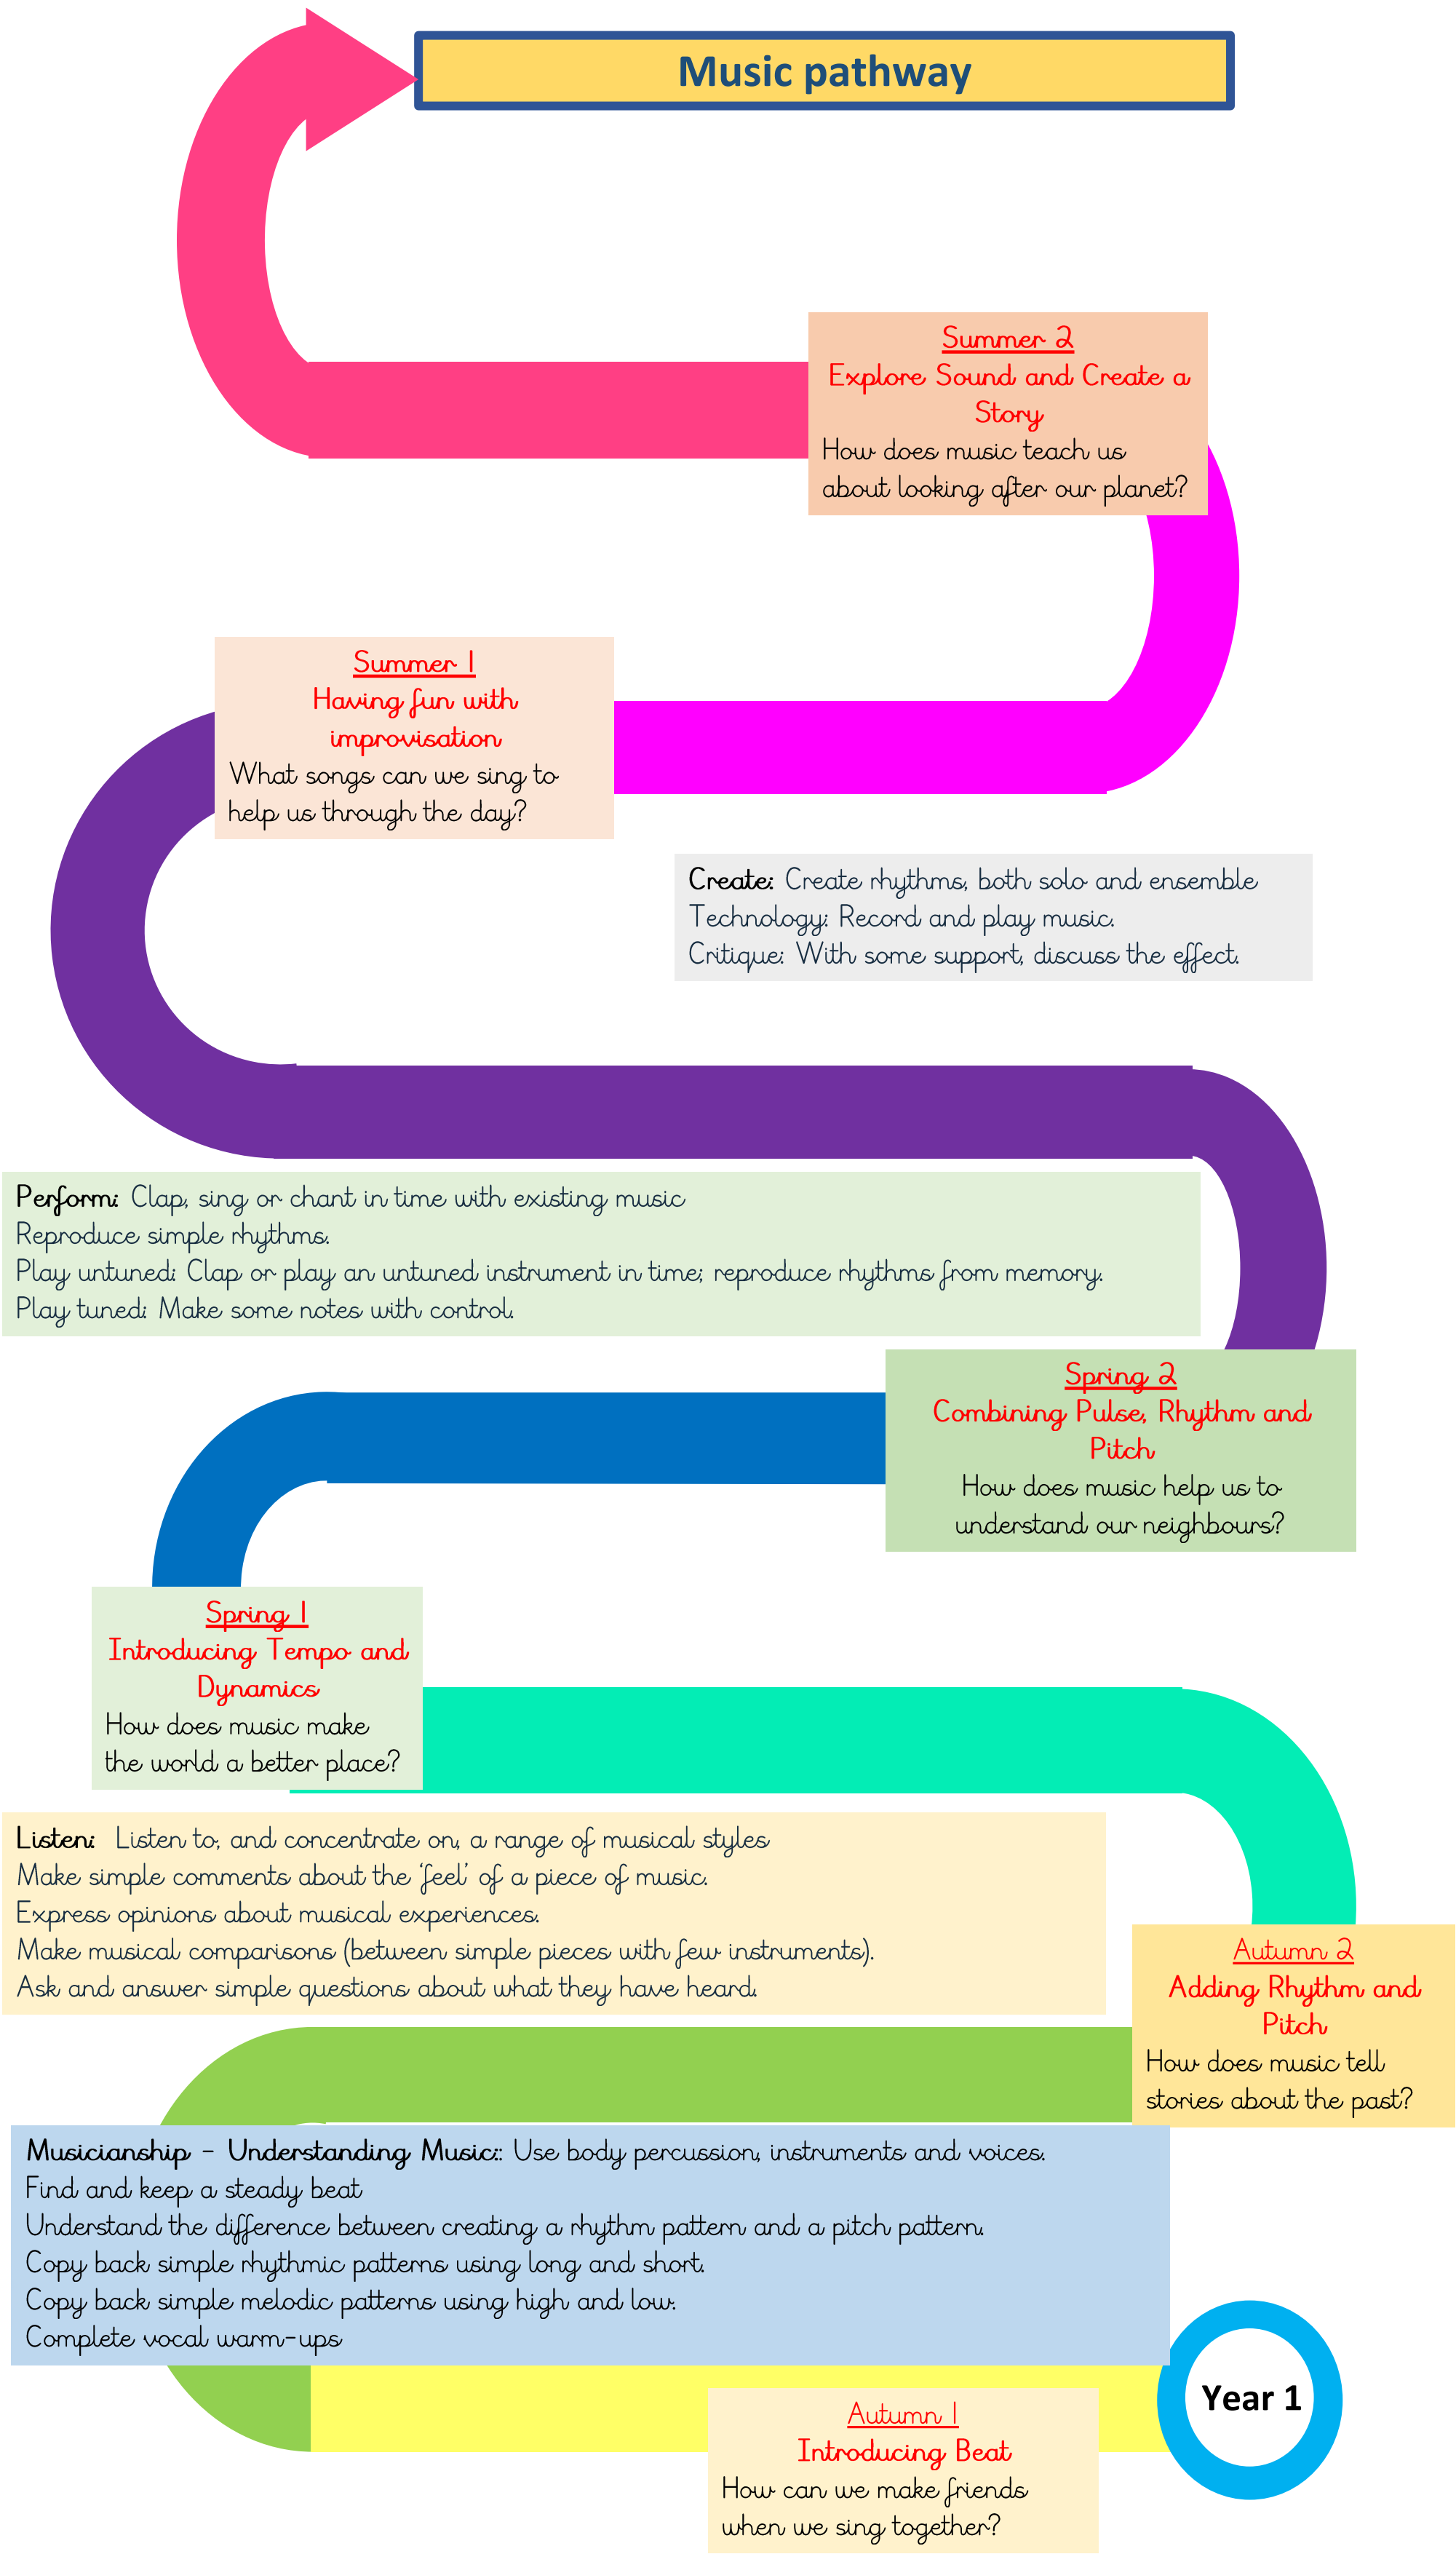 Music pathway
Summer 2
Explore Sound and Create a
Story
How does music teach us
about looking after our planet?
Summer 1
Having fun with
improvisation
What songs can we sing to
help us through the day?
Create: Create rhythms, both solo and ensemble
Technology: Record and play music.
Critique: With some support, discuss the effect.
Perform: Clap, sing or chant in time with existing music
Reproduce simple rhythms.
Play untuned: Clap or play an untuned instrument in time; reproduce rhythms from memory.
Play tuned: Make some notes with control.
Spring 2
Combining Pulse, Rhythm and
Pitch
How does music help us to
understand our neighbours?
Spring 1
Introducing Tempo and
Dynamics
How does music make
the world a better place?
Listen: Listen to, and concentrate on, a range of musical styles
Make simple comments about the 'feel' of a piece of music.
Express opinions about musical experiences.
Make musical comparisons (between simple pieces with few instruments).
Ask and answer simple questions about what they have heard.
Autumn 2
Adding Rhythm and
Pitch
How does music tell
stories about the past?
Musicianship - Understanding Music:: Use body percussion, instruments and voices.
Find and keep a steady beat
Understand the difference between creating a rhythm pattern and a pitch pattern.
Copy back simple rhythmic patterns using long and short.
Copy back simple melodic patterns using high and low.
Complete vocal warm-ups
Year 1
Autumn 1
Introducing Beat
How can we make friends
when we sing together?